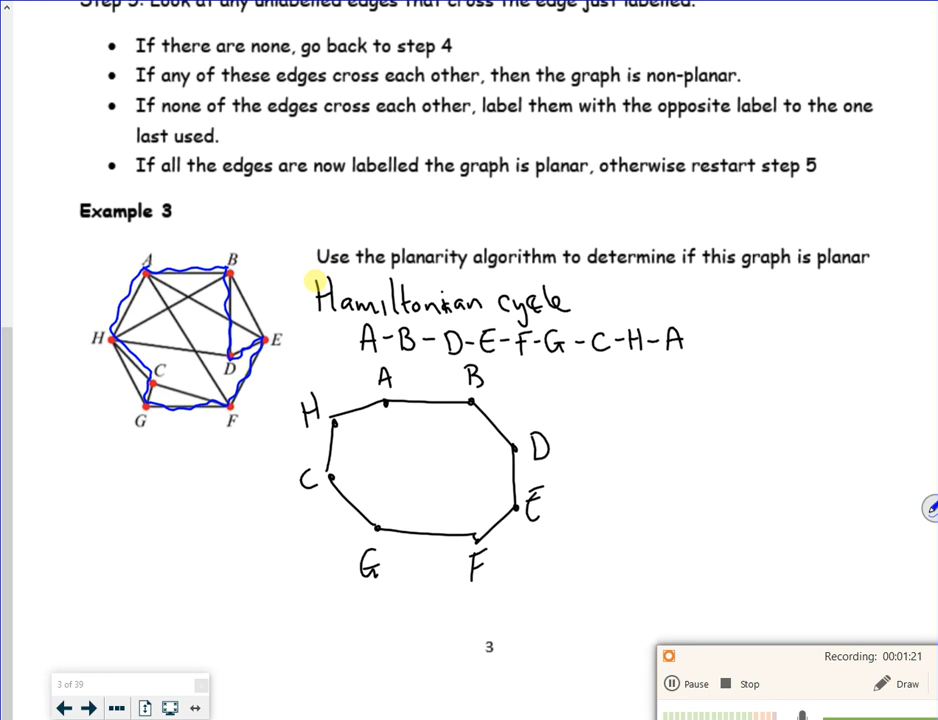 Step 5: Look at any unlabelled edges that cross the edge just labelled.
• If there are none, go back to step 4
• If any of these edges cross each other, then the graph is non-planar.
• If none of the edges cross each other, label them with the opposite label to the one
last used.
• If all the edges are now labelled the graph is planar, otherwise restart step 5
Example 3
Use the planarity algorithm to determine if this graph is planar
A B
H E
C D
G F
Hamiltonian cycle
A-B-D-E-F-G-C-H-A
A B
H
D
C
E
G F
3
Recording: 00:01:21
3 of 39
Pause Stop Draw